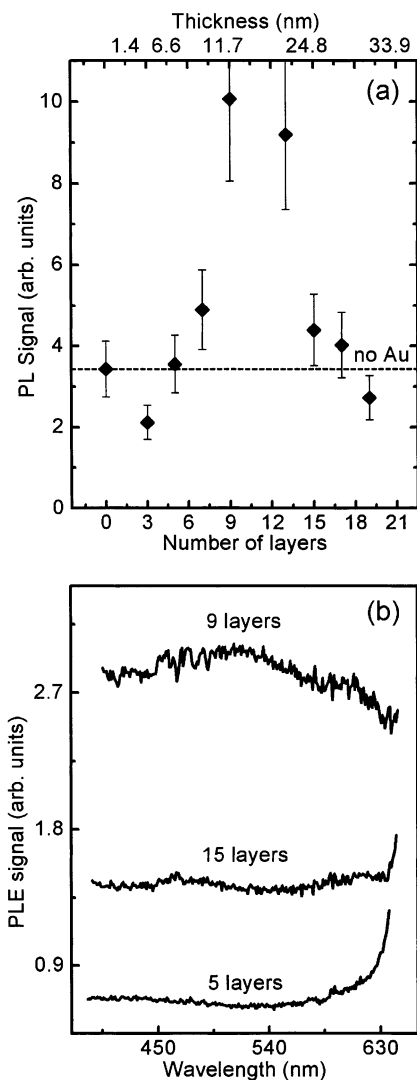 Thickness (nm)
1.4 6.6 11.7 24.8 33.9
(a)
10
8
6
4
2
0
PL Signal (arb. units)
no Au
0 3 6 9 12 15 18 21
Number of layers
(b)
9 layers
2.7
1.8
0.9
PLE signal (arb. units)
15 layers
5 layers
450 540 630
Wavelength (nm)